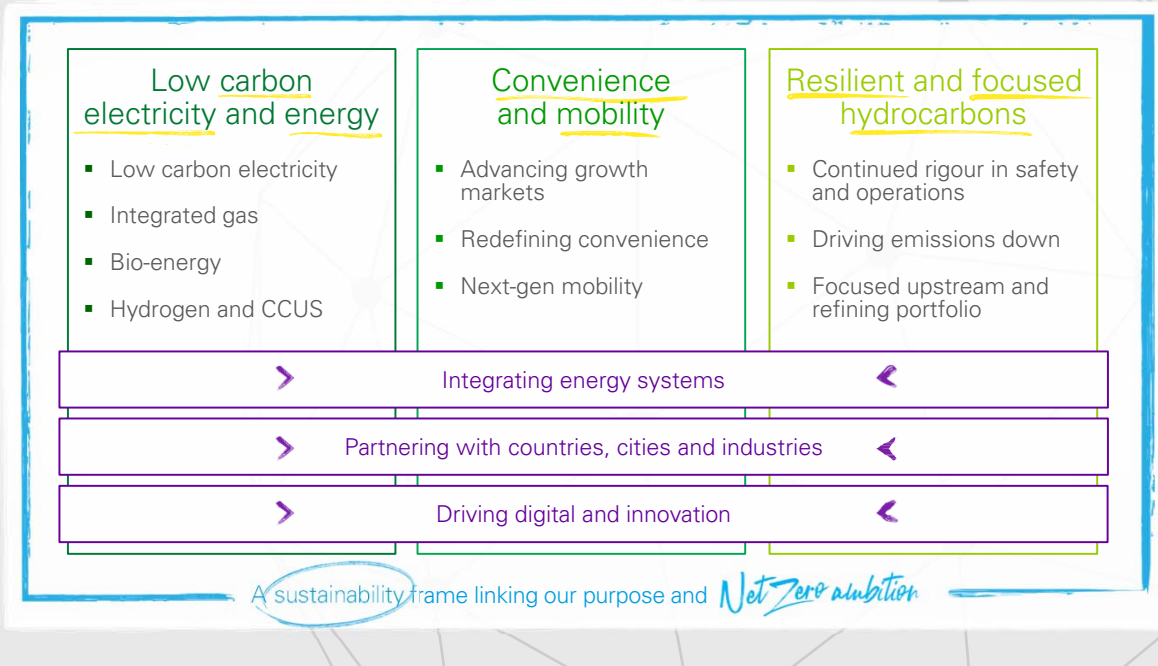 Low carbon
electricity and energy
Low carbon electricity
Integrated gas
Bio-energy
Hydrogen and CCUS
Convenience
and mobility
Advancing growth
markets
Redefining convenience
Next-gen mobility
Resilient and focused
hydrocarbons
Continued rigour in safety
and operations
Driving emissions down
Focused upstream and
refining portfolio
Integrating energy systems
Partnering with countries, cities and industries
Driving digital and innovation
A sustainability frame linking our purpose and Net Zero ambition